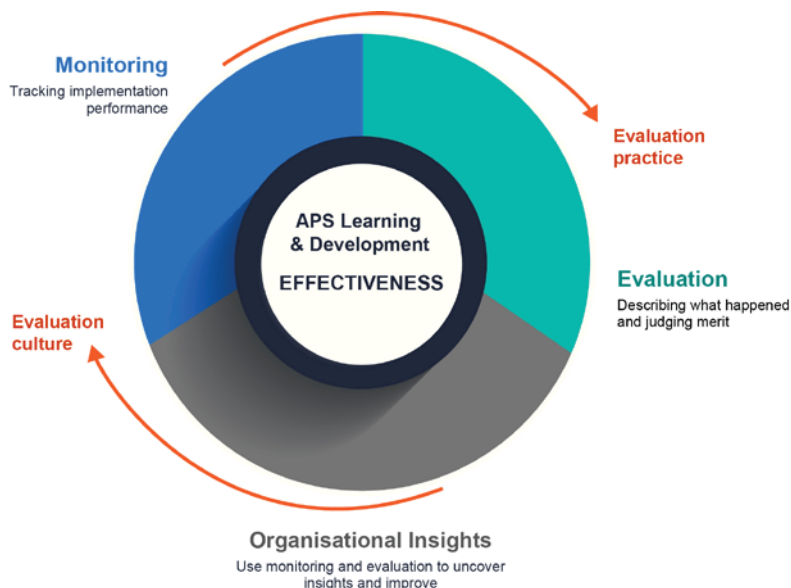 Monitoring
Tracking implementation
performance
Evaluation
practice
APS Learning
& Development
EFFECTIVENESS
Evaluation
Describing what happened
and judging merit
Evaluation
culture
Organisational Insights
Use monitoring and evaluation to uncover
insights and improve